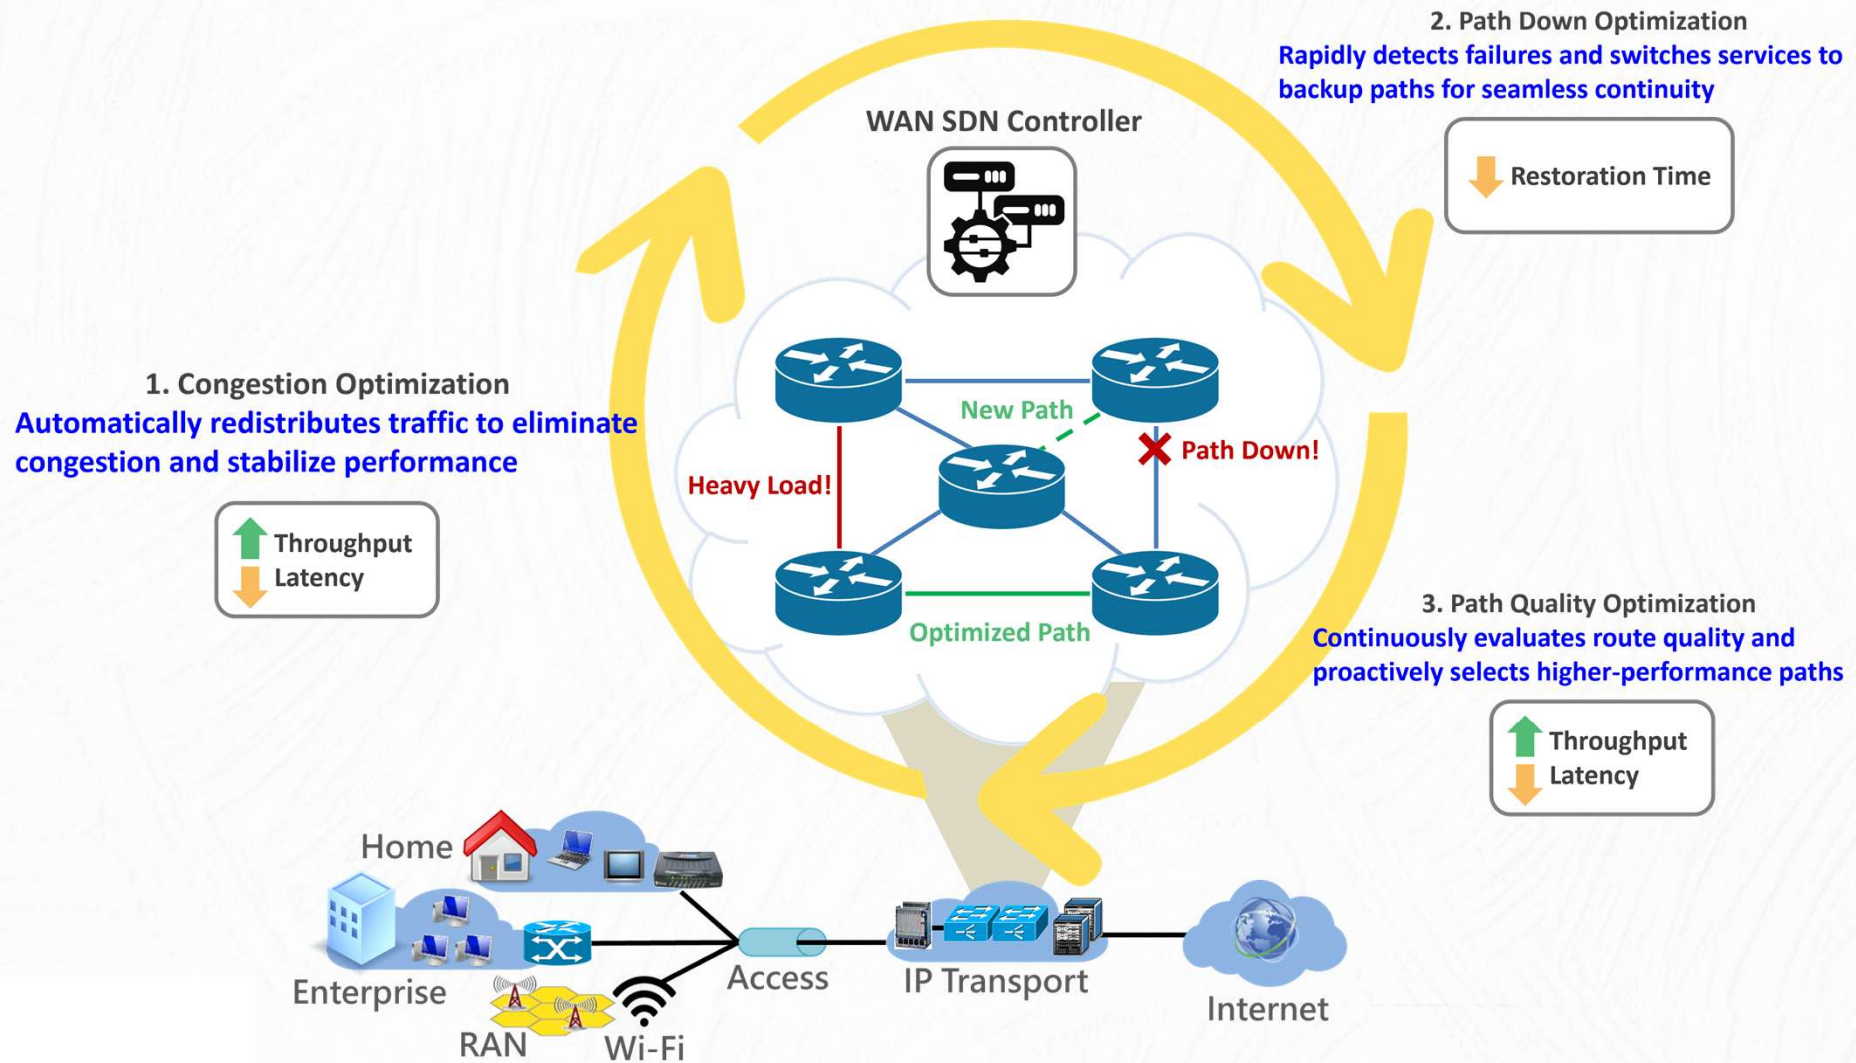 2. Path Down Optimization
Rapidly detects failures and switches services to
backup paths for seamless continuity
Restoration Time
WAN SDN Controller
1. Congestion Optimization
Automatically redistributes traffic to eliminate
congestion and stabilize performance
Throughput
Latency
New Path
Path Down!
Heavy Load!
Optimized Path
3. Path Quality Optimization
Continuously evaluates route quality and
proactively selects higher-performance paths
Throughput
Latency
Home
Enterprise
RAN
Wi-Fi
Access
IP Transport
Internet